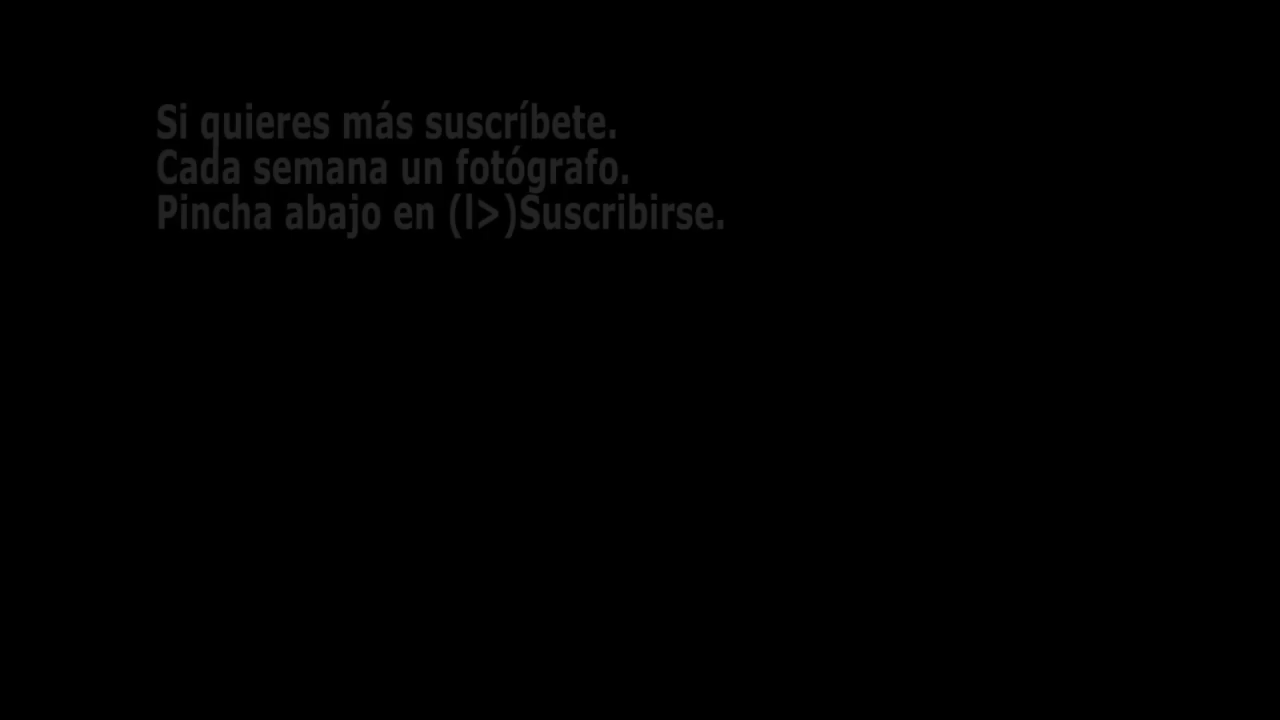 Si quieres más suscríbete.
Cada semana un fotógrafo.
Pincha abajo en (l>)Suscribirse.